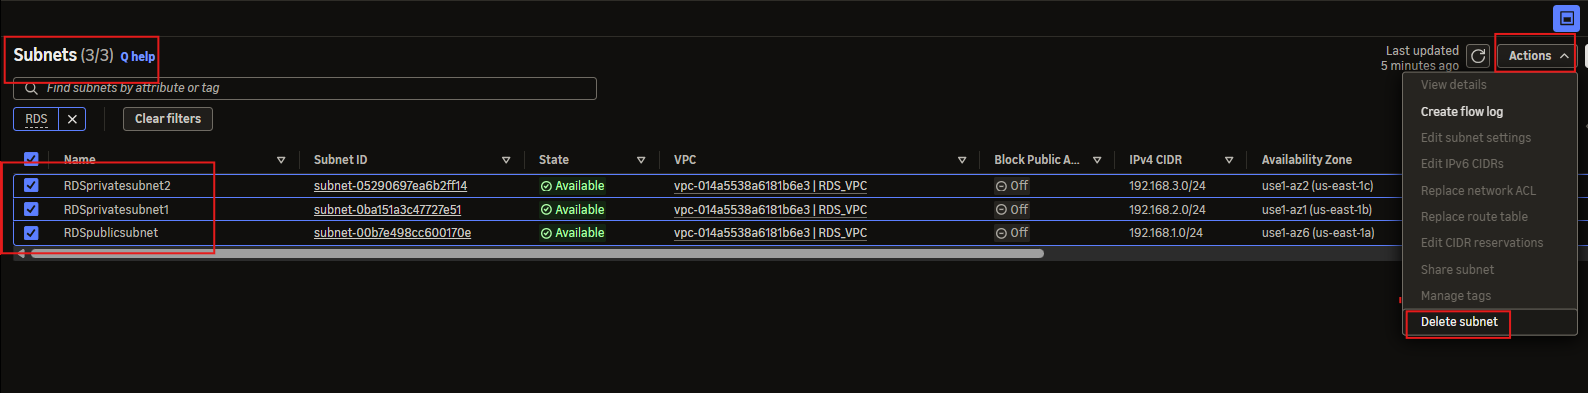 Subnets (3/3) Q help
Last updated
5 minutes ago
Actions
Find subnets by attribute or tag
RDS
Clear filters
Name Subnet ID State VPC Block Public A... IPv4 CIDR Availability Zone
RDSprivatesubnet2 subnet-05290697ea6b2ff14 Available vpc-014a5538a6181b6e3 | RDS_VPC Off 192.168.3.0/24 use1-az2 (us-east-1c)
RDSprivatesubnet1 subnet-0ba151a3c47727e51 Available vpc-014a5538a6181b6e3 | RDS_VPC Off 192.168.2.0/24 use1-az1 (us-east-1b)
RDSpublicsubnet subnet-00b7e498cc600170e Available vpc-014a5538a6181b6e3 | RDS_VPC Off 192.168.1.0/24 use1-az6 (us-east-1a)
View details
Create flow log
Edit subnet settings
Edit IPv6 CIDRs
Replace network ACL
Replace route table
Edit CIDR reservations
Share subnet
Manage tags
Delete subnet